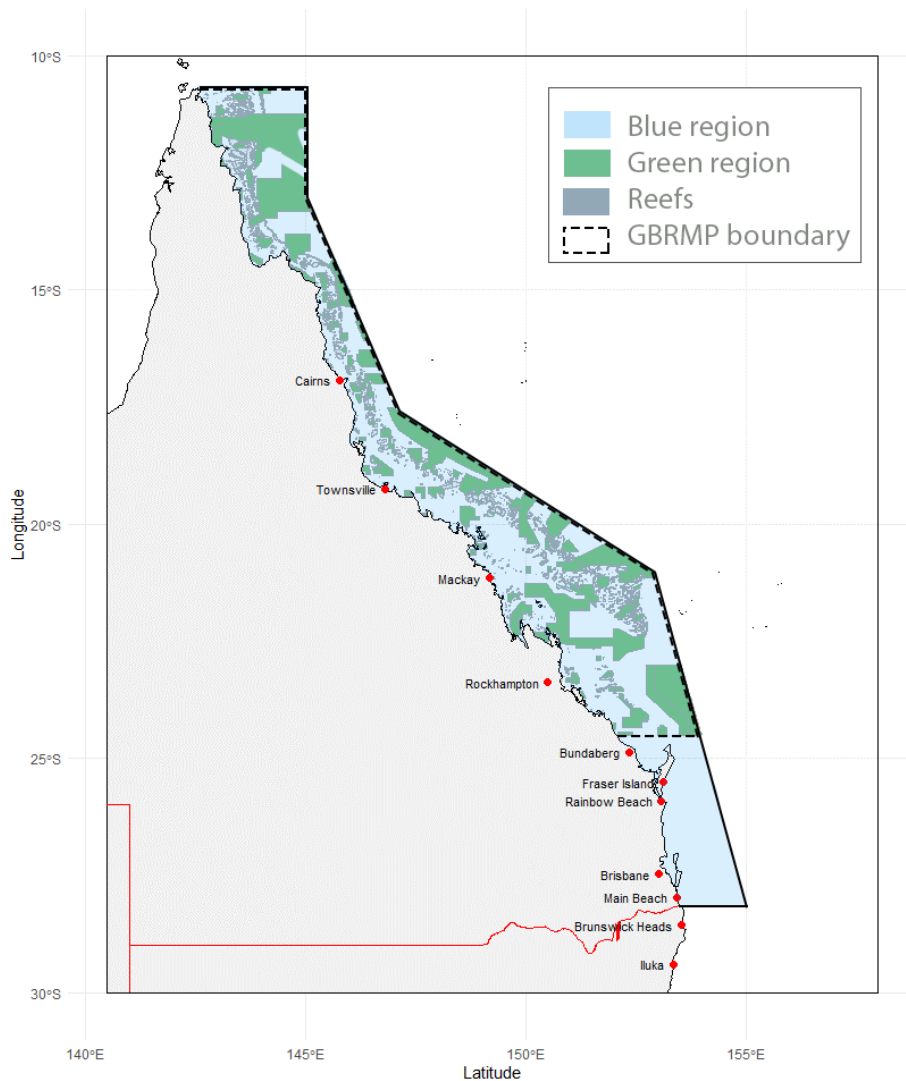 10°S
Blue region
Green region
Reefs
GBRMP boundary
15°S
Cairns
Townsville
Longitude
20°S
Mackay
Rockhampton
Bundaberg
25°S
Fraser Island
Rainbow Beach
Brisbane
Main Beach
Brunswick Heads
Iluka
30°S
140°E
145°E
150°E
155°E
Latitude